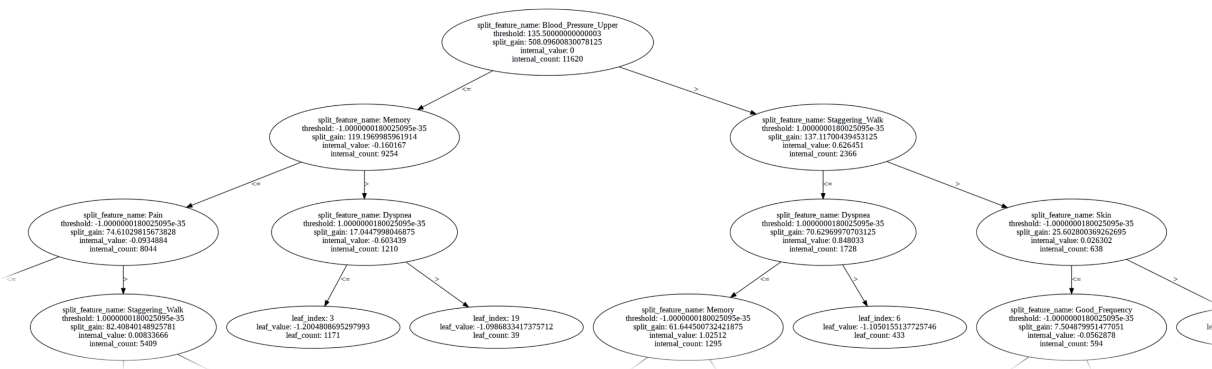 split_feature_name: Blood_Pressure_Upper
threshold: 135.50000000000003
split_gain: 508.09600830078125
internal_value: 0
internal_count: 11620
<=
>
split_feature_name: Memory
threshold: -1.0000000180025095e-35
split_gain: 119.1969985961914
internal_value: -0.160167
internal_count: 9254
split_feature_name: Staggering_Walk
threshold: 1.0000000180025095e-35
split_gain: 137.11700439453125
internal_value: 0.626451
internal_count: 2366
<=
>
<=
>
split_feature_name: Pain
threshold: -1.0000000180025095e-35
split_gain: 74.61029815673828
internal_value: -0.0934884
internal_count: 8044
split_feature_name: Dyspnea
threshold: 1.0000000180025095e-35
split_gain: 17.0447998046875
internal_value: -0.603439
internal_count: 1210
split_feature_name: Dyspnea
threshold: 1.0000000180025095e-35
split_gain: 70.62969970703125
internal_value: 0.848033
internal_count: 1728
split_feature_name: Skin
threshold: -1.0000000180025095e-35
split_gain: 25.602800369262695
internal_value: 0.026302
internal_count: 638
<=
>
<=
>
<=
>
<=
>
split_feature_name: Staggering_Walk
threshold: 1.0000000180025095e-35
split_gain: 82.40840148925781
internal_value: 0.00833666
internal_count: 5409
leaf_index: 3
leaf_value: -1.2004808695297993
leaf_count: 1171
leaf_index: 19
leaf_value: -1.0986833417375712
leaf_count: 39
split_feature_name: Memory
threshold: -1.0000000180025095e-35
split_gain: 61.644500732421875
internal_value: 1.02512
internal_count: 1295
leaf_index: 6
leaf_value: -1.1050155137725746
leaf_count: 433
split_feature_name: Good_Frequency
threshold: -1.0000000180025095e-35
split_gain: 7.504879951477051
internal_value: -0.0562878
internal_count: 594